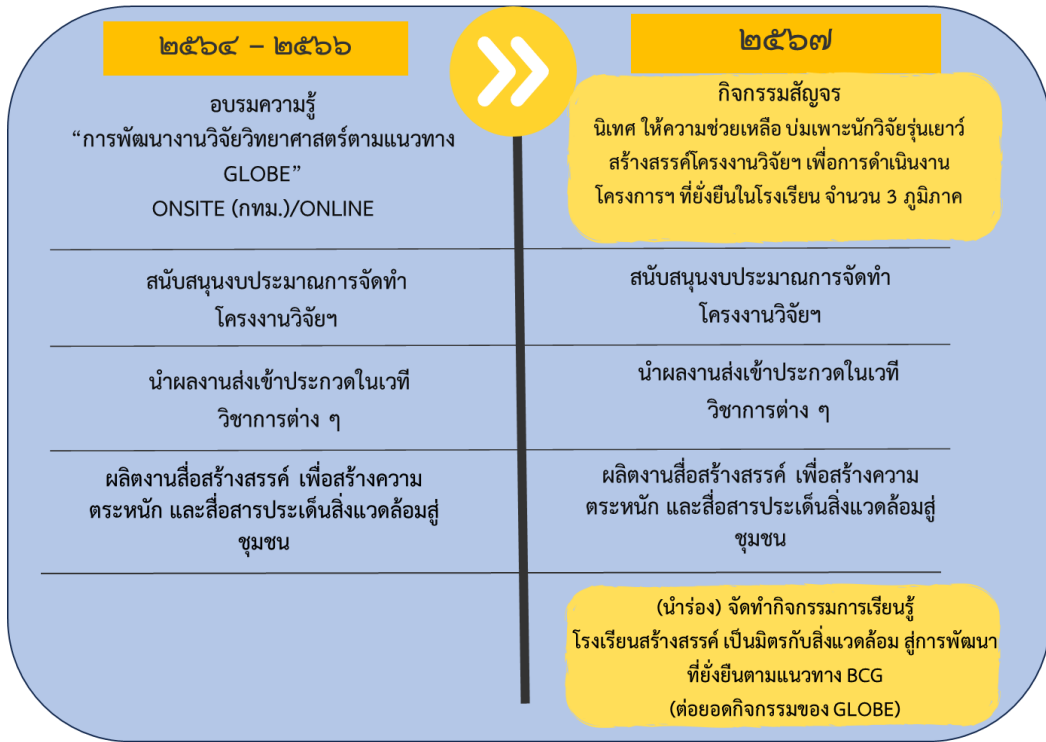 ๒๕๖๔ – ๒๕๖๖
อบรมความรู้
“การพัฒนางานวิจัยวิทยาศาสตร์ตามแนวทาง
GLOBE”
ONSITE (กทม.)/ONLINE
สนับสนุนงบประมาณการจัดทำ
โครงงานวิจัยฯ
นำผลงานส่งเข้าประกวดในเวที
วิชาการต่าง ๆ
ผลิตงานสื่อสร้างสรรค์ เพื่อสร้างความ
ตระหนัก และสื่อสารประเด็นสิ่งแวดล้อมสู่
ชุมชน
๒๕๖๗
กิจกรรมสัญจร
นิเทศ ให้ความช่วยเหลือ บ่มเพาะนักวิจัยรุ่นเยาว์
สร้างสรรค์โครงงานวิจัยฯ เพื่อการดำเนินงาน
โครงการฯ ที่ยั่งยืนในโรงเรียน จำนวน 3 ภูมิภาค
สนับสนุนงบประมาณการจัดทำ
โครงงานวิจัยฯ
นำผลงานส่งเข้าประกวดในเวที
วิชาการต่าง ๆ
ผลิตงานสื่อสร้างสรรค์ เพื่อสร้างความ
ตระหนัก และสื่อสารประเด็นสิ่งแวดล้อมสู่
ชุมชน
(นำร่อง) จัดทำกิจกรรมการเรียนรู้
โรงเรียนสร้างสรรค์ เป็นมิตรกับสิ่งแวดล้อม สู่การพัฒนา
ที่ยั่งยืนตามแนวทาง BCG
(ต่อยอดกิจกรรมของ GLOBE)